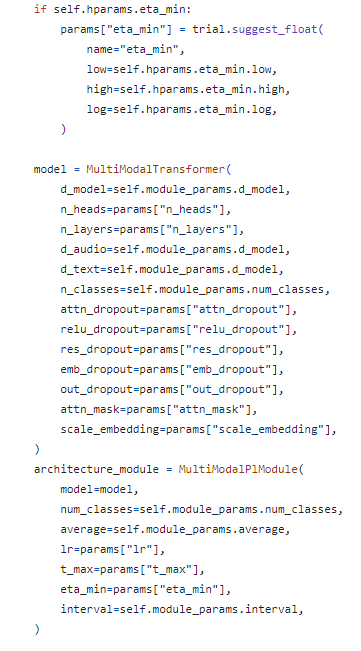 if self.hparams.eta_min:
    params["eta_min"] = trial.suggest_float(
        name="eta_min",
        low=self.hparams.eta_min.low,
        high=self.hparams.eta_min.high,
        log=self.hparams.eta_min.log,
    )

model = MultiModalTransformer(
    d_model=self.module_params.d_model,
    n_heads=params["n_heads"],
    n_layers=params["n_layers"],
    d_audio=self.module_params.d_model,
    d_text=self.module_params.d_model,
    n_classes=self.module_params.num_classes,
    attn_dropout=params["attn_dropout"],
    relu_dropout=params["relu_dropout"],
    res_dropout=params["res_dropout"],
    emb_dropout=params["emb_dropout"],
    out_dropout=params["out_dropout"],
    attn_mask=params["attn_mask"],
    scale_embedding=params["scale_embedding"],
)
architecture_module = MultiModalPlModule(
    model=model,
    num_classes=self.module_params.num_classes,
    average=self.module_params.average,
    lr=params["lr"],
    t_max=params["t_max"],
    eta_min=params["eta_min"],
    interval=self.module_params.interval,
)